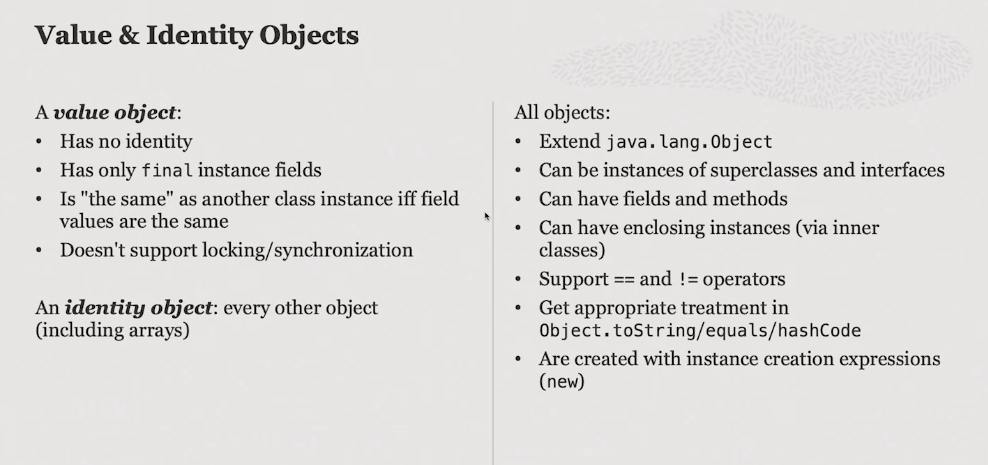 Value & Identity Objects
A value object:
• Has no identity
• Has only final instance fields
• Is "the same" as another class instance iff field
values are the same
• Doesn't support locking/synchronization
An identity object: every other object
(including arrays)
All objects:
• Extend java.lang.Object
• Can be instances of superclasses and interfaces
• Can have fields and methods
• Can have enclosing instances (via inner
classes)
• Support == and != operators
• Get appropriate treatment in
Object.toString/equals/hashCode
• Are created with instance creation expressions
(new)